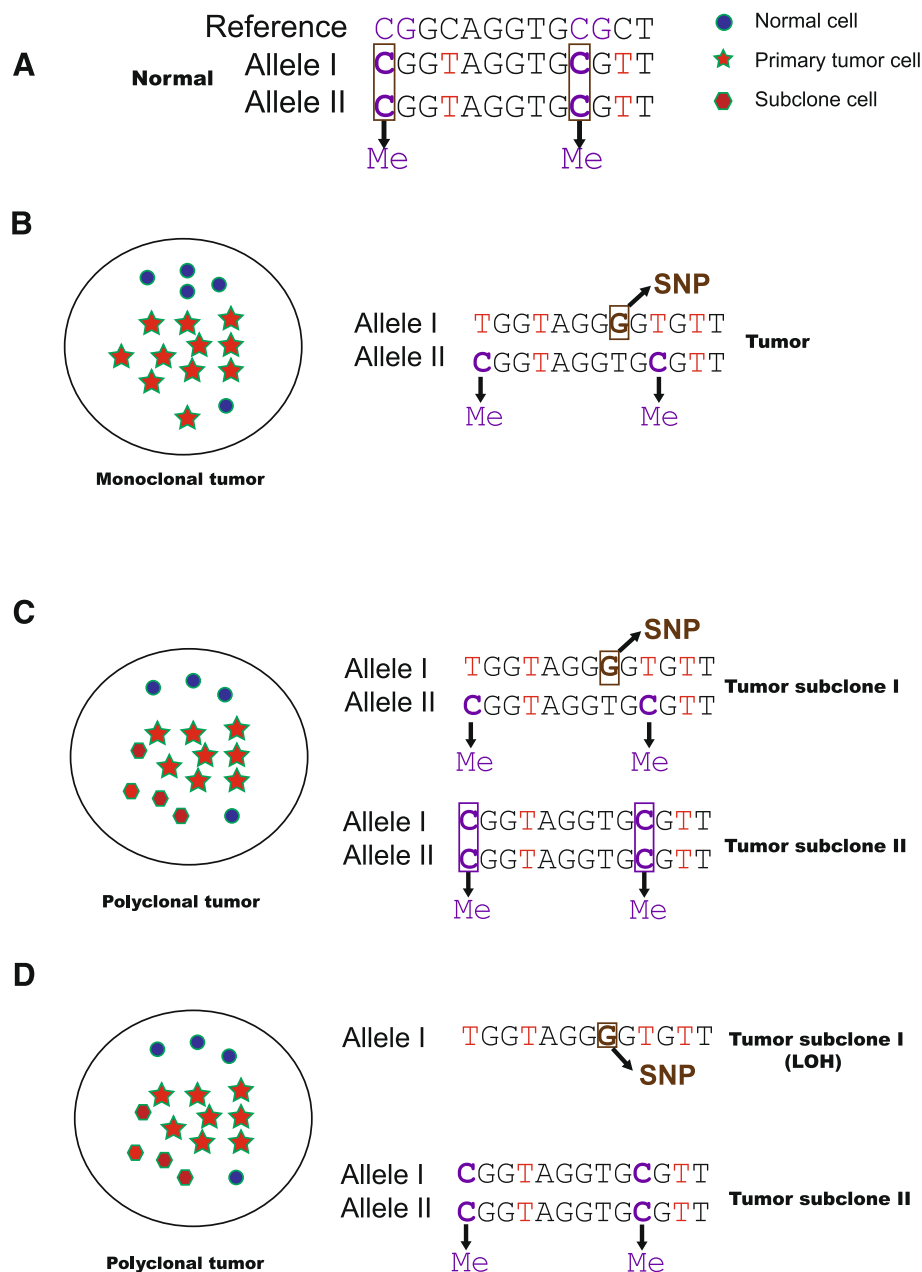 Reference CGGCAGGTGCGCT
A
Normal
Allele I CGGTAGGTGCGTT
Allele II CGGTAGGTGCGTT
Me Me
Normal cell
Primary tumor cell
Subclone cell
B
Monoclonal tumor
SNP
Allele I TGGTAGGGGTGTT
Allele II CGGTAGGTGCGTT
Me Me
Tumor
C
Polyclonal tumor
SNP
Allele I TGGTAGGGGTGTT
Allele II CGGTAGGTGCGTT
Me Me
Tumor subclone I
Allele I CGGTAGGTGCGTT
Allele II CGGTAGGTGCGTT
Me Me
Tumor subclone II
D
Polyclonal tumor
Allele I TGGTAGGGGTGTT
SNP
Tumor subclone I
(LOH)
Allele I CGGTAGGTGCGTT
Allele II CGGTAGGTGCGTT
Me Me
Tumor subclone II